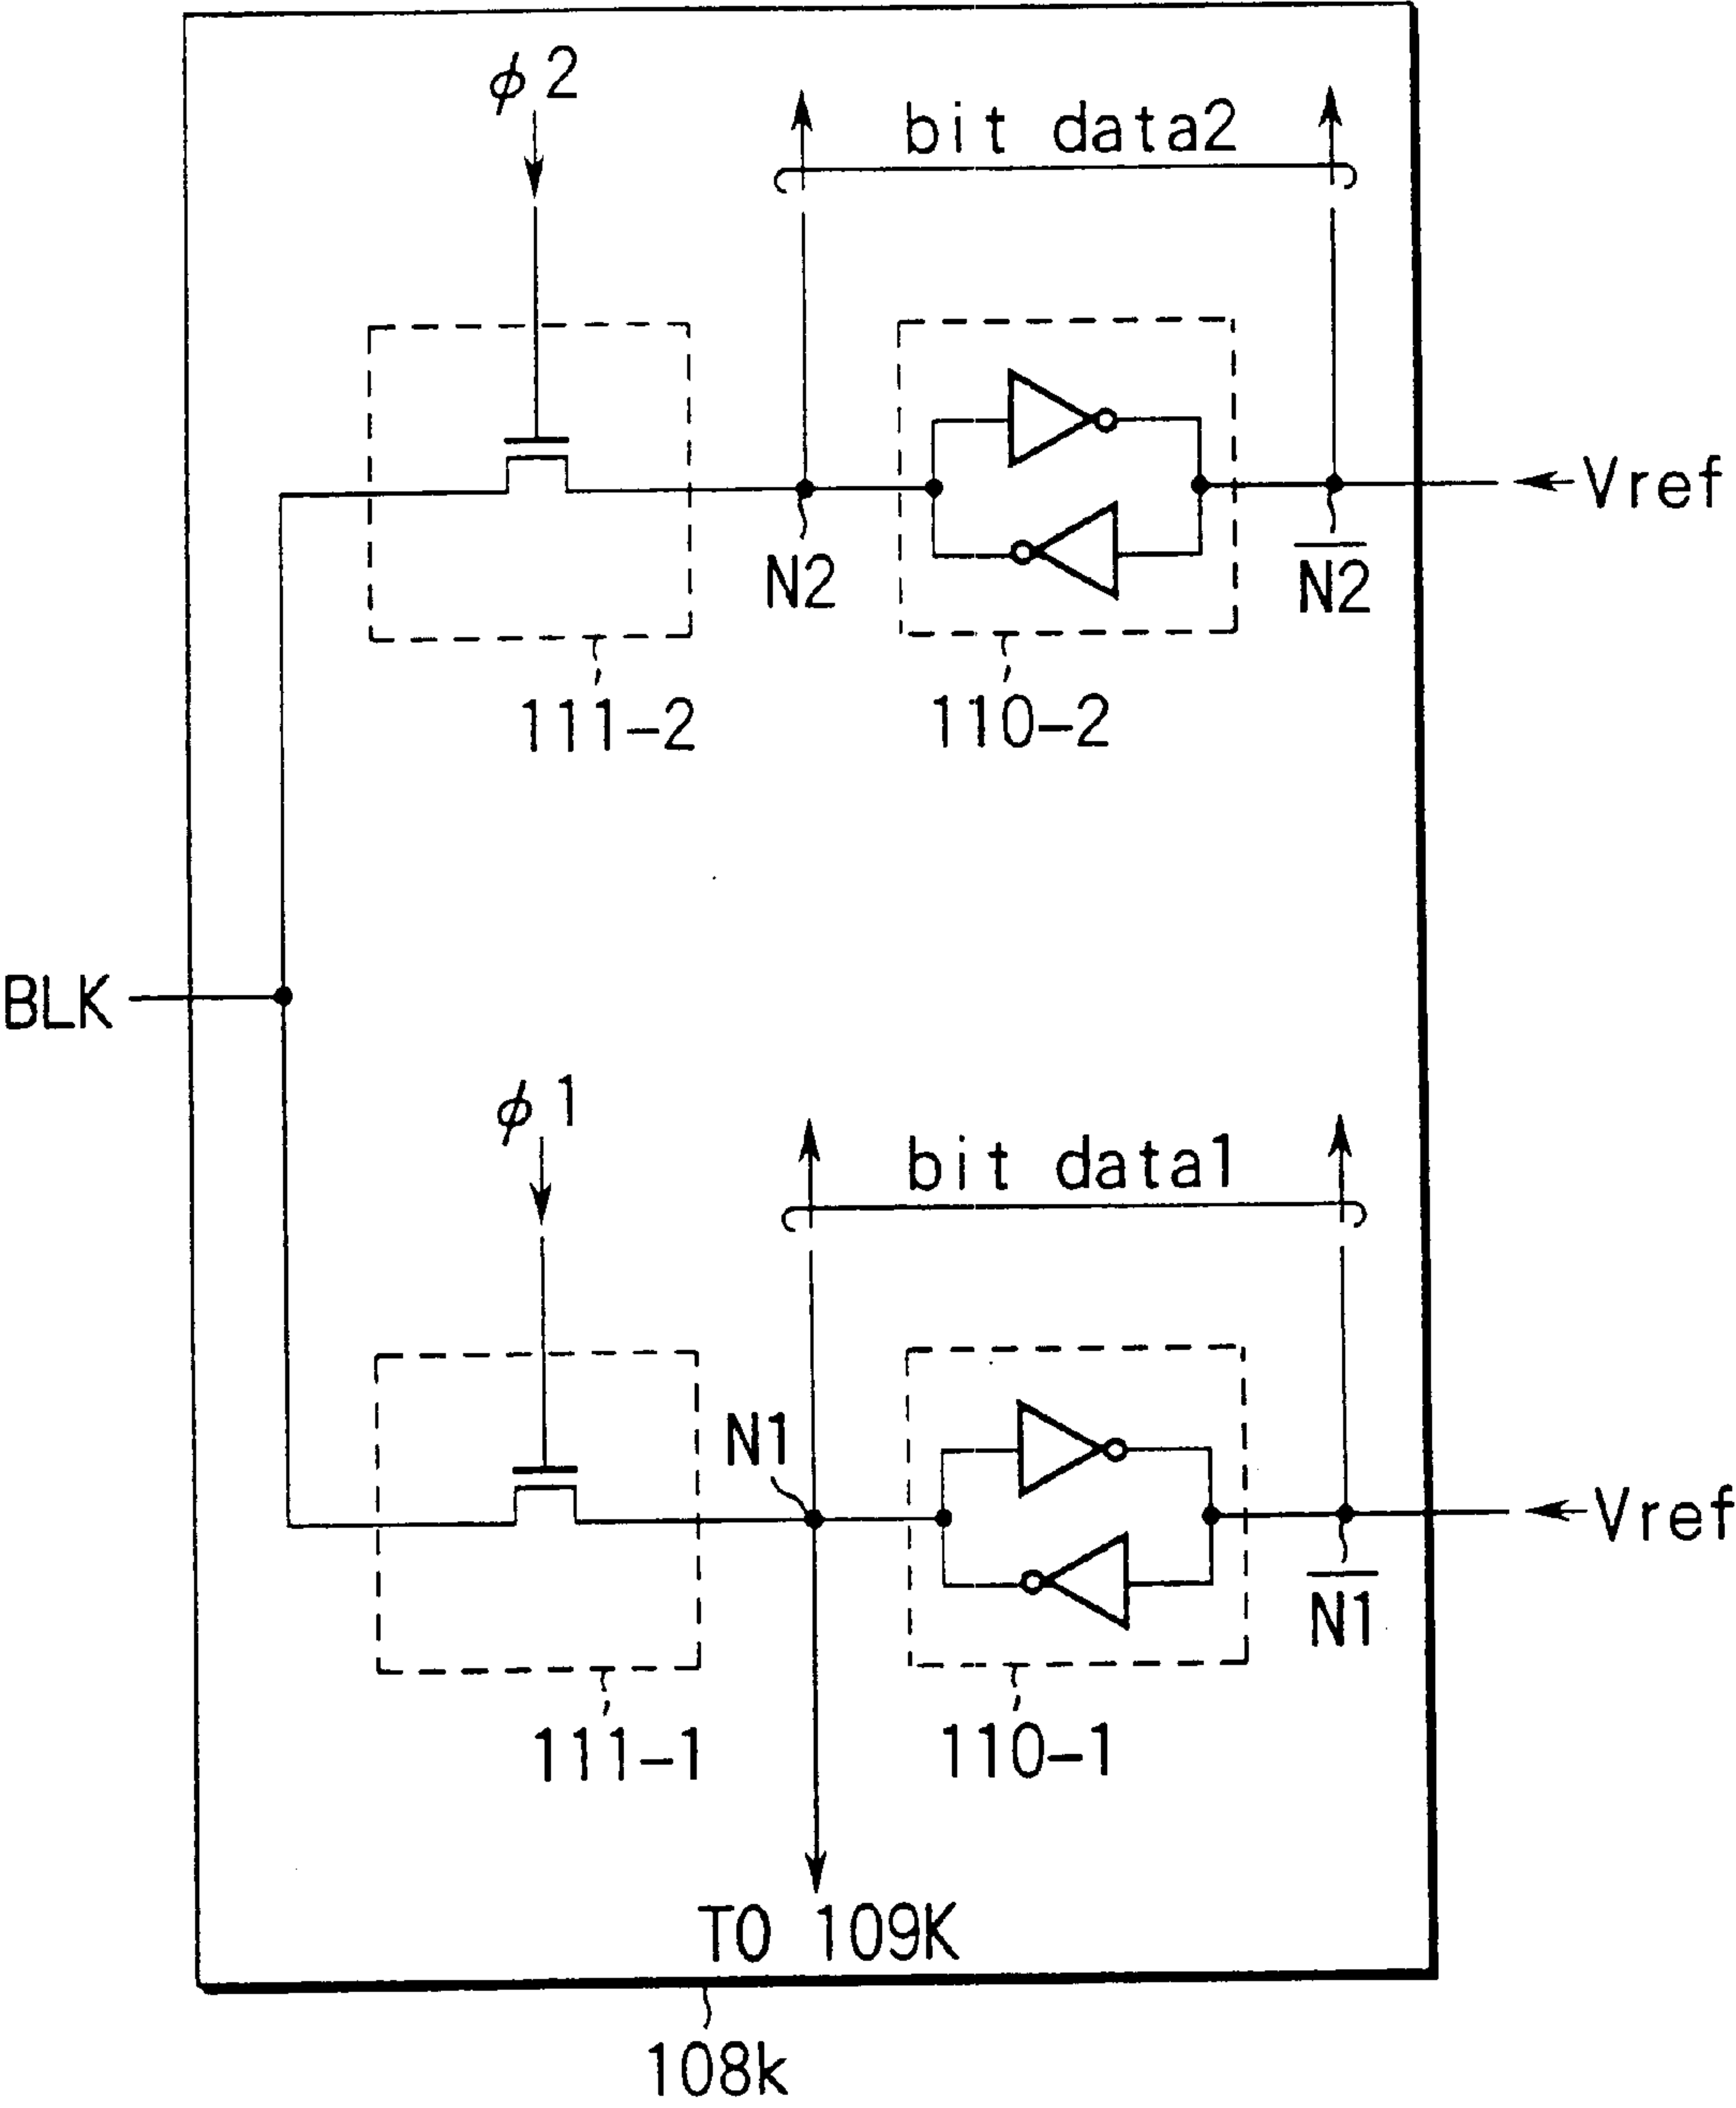 ϕ2
bit data2
Vref
N2
N2
111-2
110-2
BLK
ϕ1
bit data1
N1
Vref
N1
111-1
110-1
TO 109K
108k